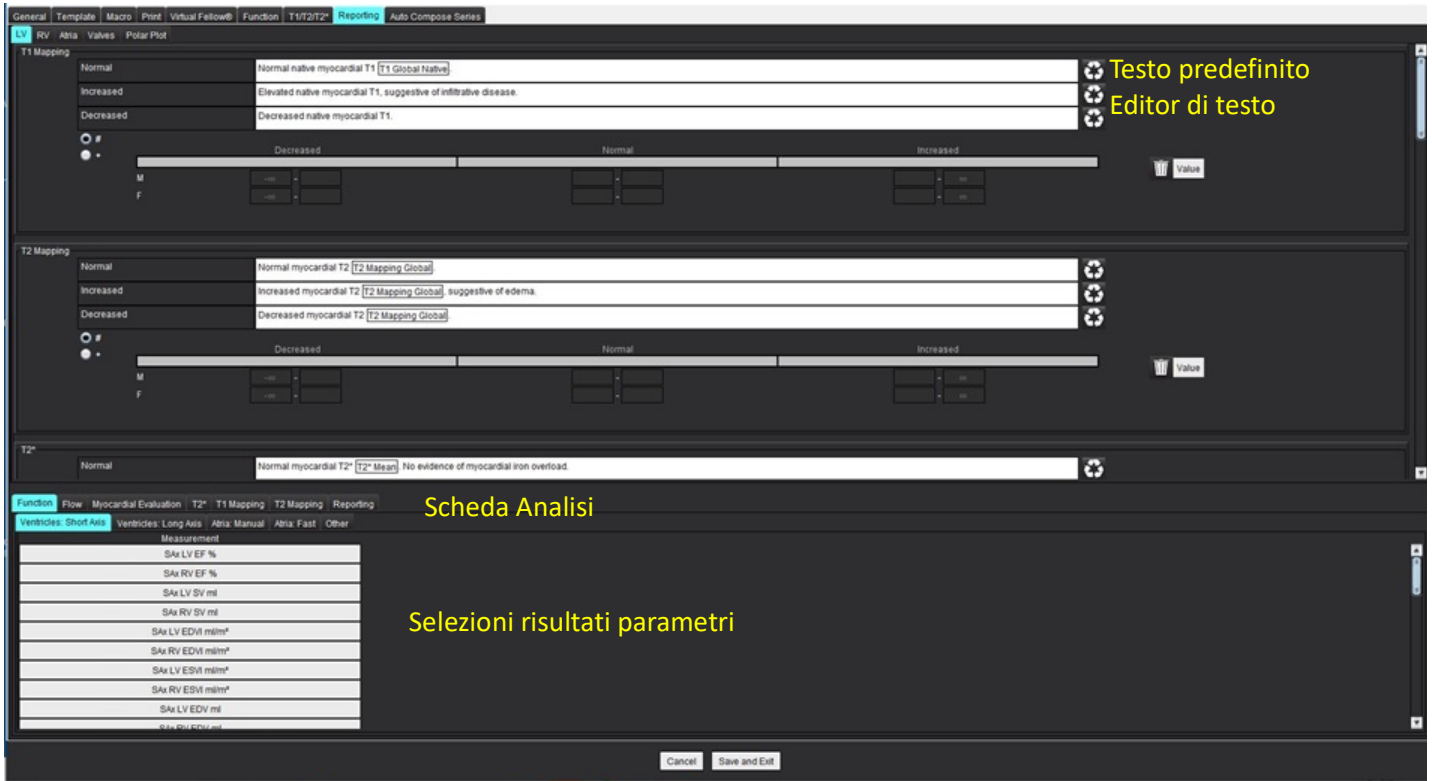 General Template Macro Print Virtual Fellow® Function T1/T2/T2* Reporting Auto Compose Series
LV RV Atria Valves Polar Plot
T1 Mapping
Normal Normal native myocardial T1 T1 Global Native.
Testo predefinito
Increased Elevated native myocardial T1, suggestive of infiltrative disease.
Editor di testo
Decreased Decreased native myocardial T1.
#
+
Decreased Normal Increased
Value
M -∞ - - - ∞
F -∞ - - - ∞
T2 Mapping
Normal Normal myocardial T2 T2 Mapping Global.
Increased Increased myocardial T2 T2 Mapping Global, suggestive of edema.
Decreased Decreased myocardial T2 T2 Mapping Global.
#
+
Decreased Normal Increased
Value
M -∞ - - - ∞
F -∞ - - - ∞
T2*
Normal Normal myocardial T2* T2* Mean. No evidence of myocardial iron overload.
Function Flow Myocardial Evaluation T2* T1 Mapping T2 Mapping Reporting
Scheda Analisi
Ventricles: Short Axis Ventricles: Long Axis Atria: Manual Atria: Fast Other
Measurement
SAx LV EF %
SAx RV EF %
SAx LV SV ml
SAx RV SV ml
Selezioni risultati parametri
SAx LV EDVI ml/m²
SAx RV EDVI ml/m²
SAx LV ESVI ml/m²
SAx RV ESVI ml/m²
SAx LV EDV ml
SAx RV EDV ml
Cancel Save and Exit